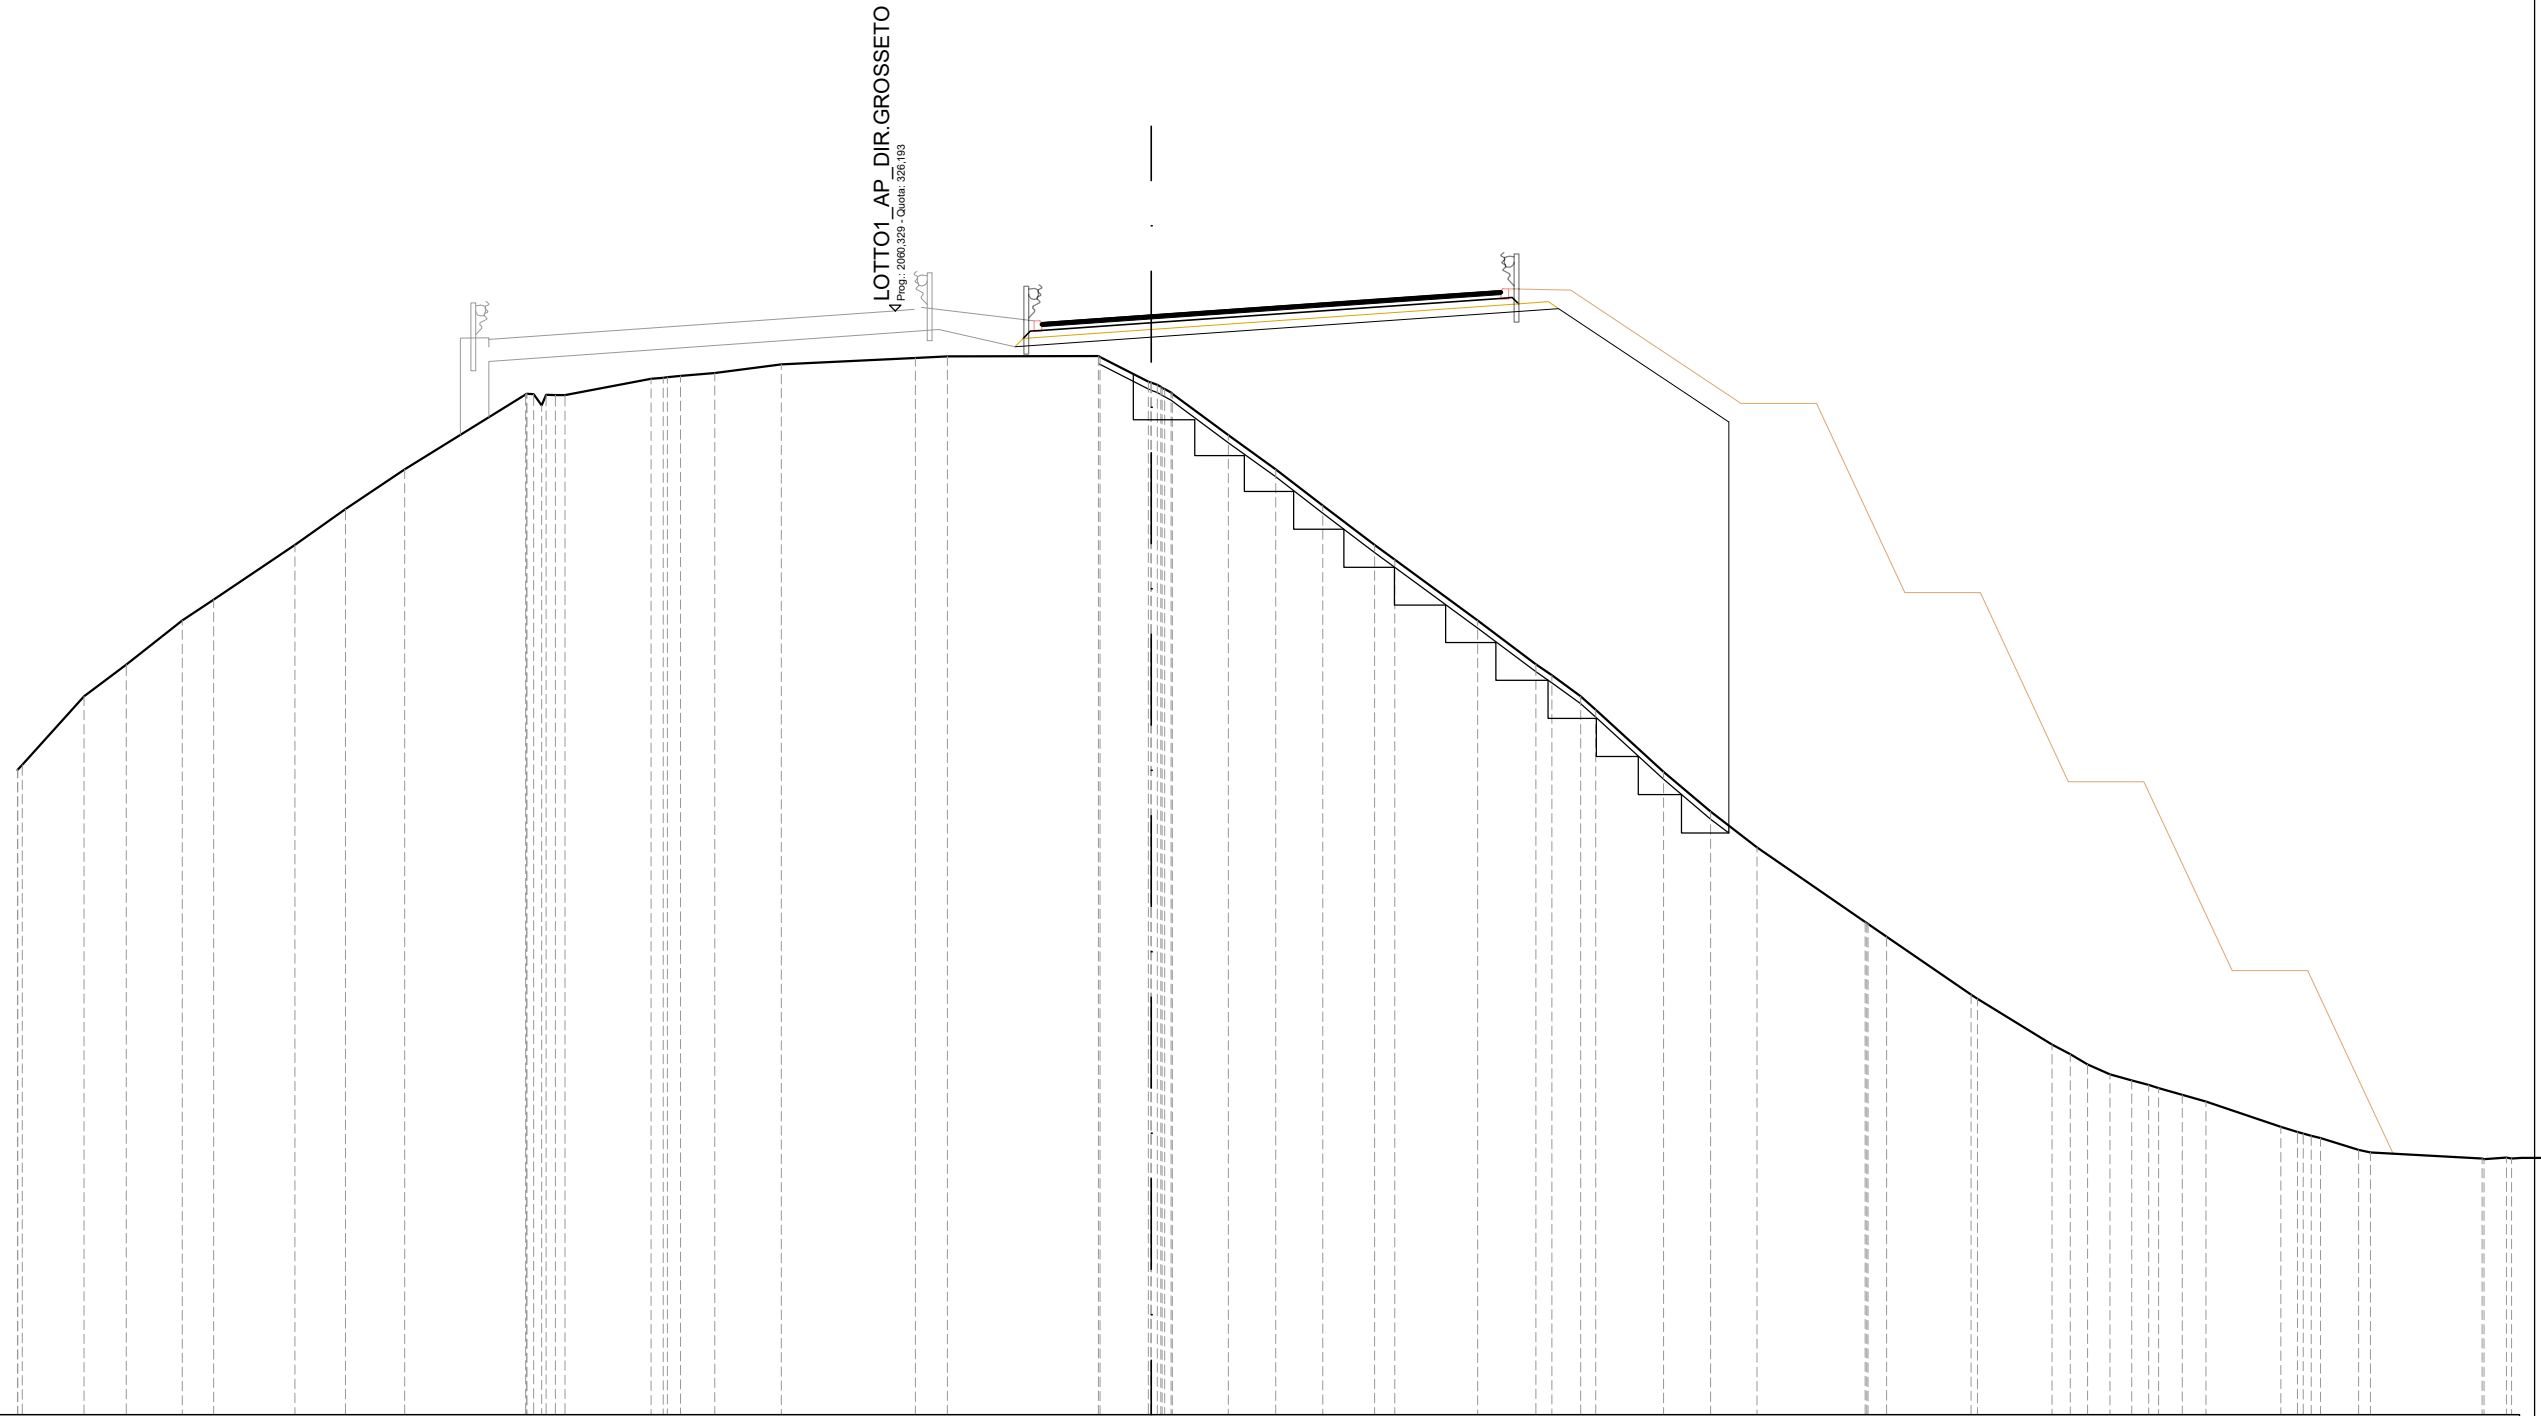 LOTTO1_AP_DIR.GROSSETO
Prog.: 2060,329 - Quota: 326,193